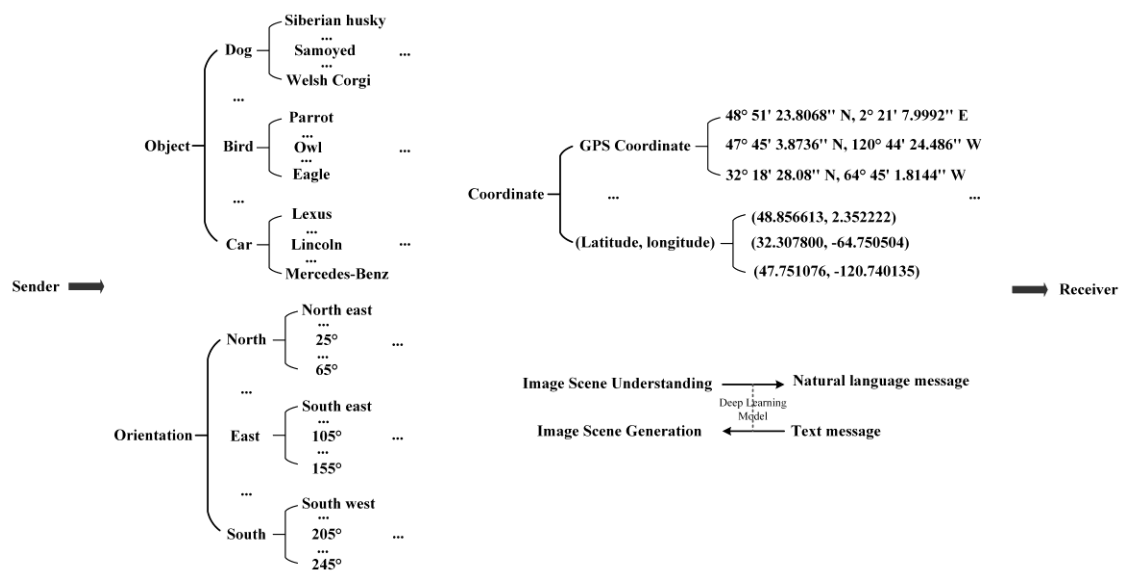 Siberian husky
...
Dog
Samoyed
...
...
Welsh Corgi
...
Parrot
...
Object
Bird
Owl
...
...
Eagle
...
Lexus
...
Car
Lincoln
...
...
Mercedes-Benz
48° 51' 23.8068'' N, 2° 21' 7.9992'' E
GPS Coordinate
47° 45' 3.8736'' N, 120° 44' 24.486'' W
32° 18' 28.08'' N, 64° 45' 1.8144'' W
Coordinate
...
...
(48.856613, 2.352222)
(Latitude, longitude)
(32.307800, -64.750504)
(47.751076, -120.740135)
Sender
Receiver
North east
...
North
25°
...
...
65°
...
South east
...
Orientation
East
105°
...
...
155°
...
South west
...
South
205°
...
...
245°
Image Scene Understanding
Natural language message
Deep Learning
Model
Image Scene Generation
Text message